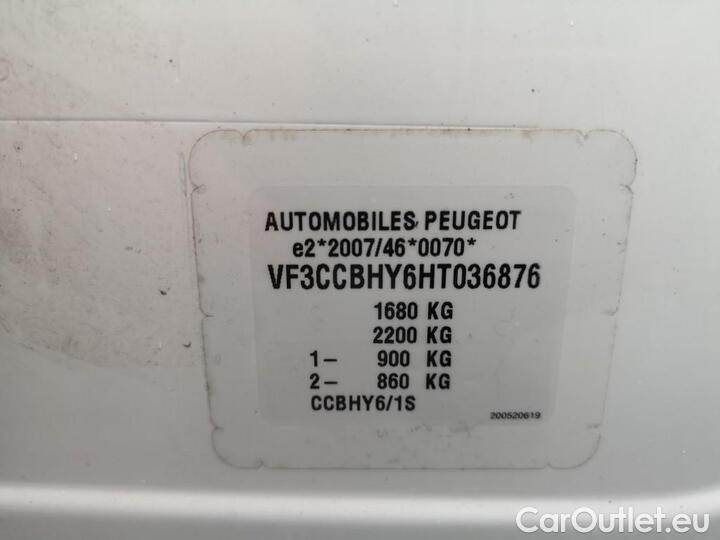 AUTOMOBILES PEUGEOT
e2*2007/46*0070*
VF3CCBHY6HT036876
1680 KG
2200 KG
1- 900 KG
2- 860 KG
CCBHY6/1S
200520619
CarOutlet.eu